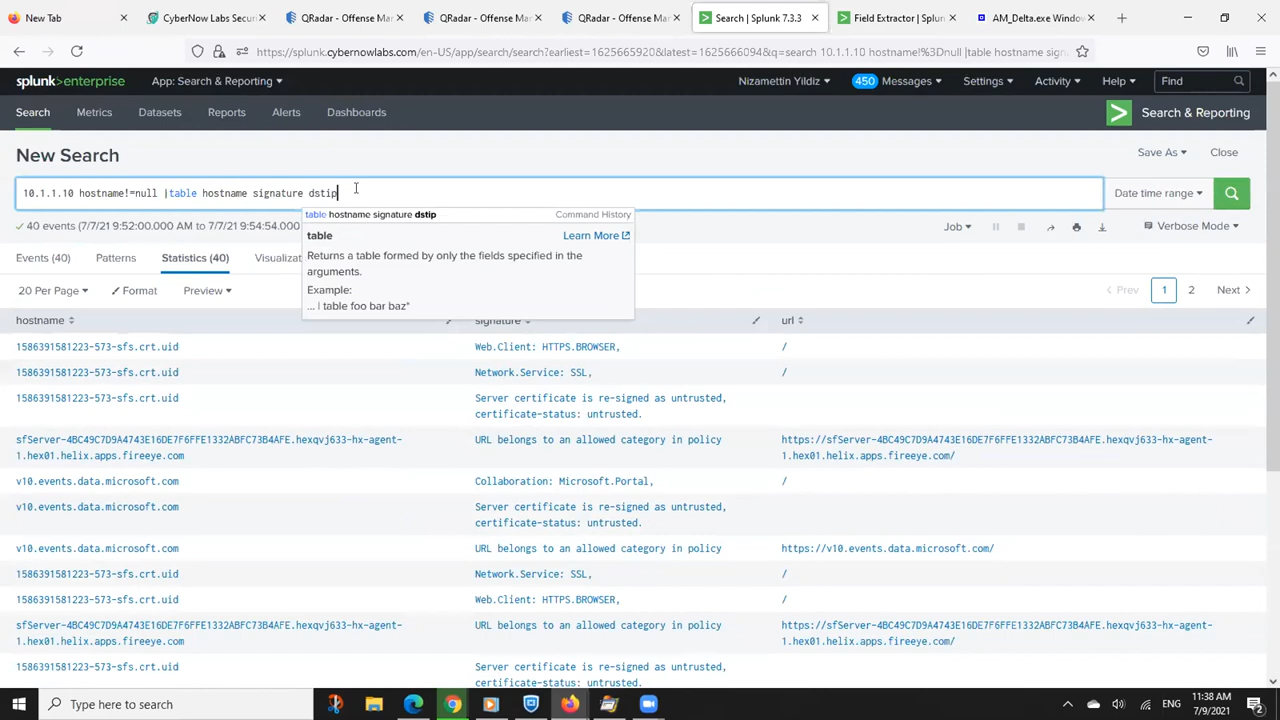 New Tab
CyberNow Labs Securi
QRadar - Offense Mar
QRadar - Offense Mar
QRadar - Offense Mar
Search | Splunk 7.3.3
Field Extractor | Splun
AM_Delta.exe Window
https://splunk.cybernowlabs.com/en-US/app/search/search?earliest=1625665920&latest=1625666094&q=search 10.1.1.10 hostname!%3Dnull |table hostname sign
splunk>enterprise
App: Search & Reporting
Nizamettin Yildiz
450 Messages
Settings
Activity
Help
Find
Search
Metrics
Datasets
Reports
Alerts
Dashboards
Search & Reporting
New Search
Save As
Close
10.1.1.10 hostname!=null |table hostname signature dstip
Date time range
table hostname signature dstip
Command History
40 events (7/7/21 9:52:00.000 AM to 7/7/21 9:54:54.000
Job
Verbose Mode
table
Learn More
Returns a table formed by only the fields specified in the
arguments.
Example:
... | table foo bar baz*
Events (40)
Patterns
Statistics (40)
Visualizat
20 Per Page
Format
Preview
Prev
1
2
Next
hostname
signature
url
1586391581223-573-sfs.crt.uid
Web.Client: HTTPS.BROWSER,
/
1586391581223-573-sfs.crt.uid
Network.Service: SSL,
/
1586391581223-573-sfs.crt.uid
Server certificate is re-signed as untrusted,
certificate-status: untrusted.
sfServer-4BC49C7D9A4743E16DE7F6FFE1332ABFC73B4AFE.hexqvj633-hx-agent-
1.hex01.helix.apps.fireeye.com
URL belongs to an allowed category in policy
https://sfServer-4BC49C7D9A4743E16DE7F6FFE1332ABFC73B4AFE.hexqvj633-hx-agent-
1.hex01.helix.apps.fireeye.com/
v10.events.data.microsoft.com
Collaboration: Microsoft.Portal,
/
v10.events.data.microsoft.com
Server certificate is re-signed as untrusted,
certificate-status: untrusted.
v10.events.data.microsoft.com
URL belongs to an allowed category in policy
https://v10.events.data.microsoft.com/
1586391581223-573-sfs.crt.uid
Network.Service: SSL,
/
1586391581223-573-sfs.crt.uid
Web.Client: HTTPS.BROWSER,
/
sfServer-4BC49C7D9A4743E16DE7F6FFE1332ABFC73B4AFE.hexqvj633-hx-agent-
1.hex01.helix.apps.fireeye.com
URL belongs to an allowed category in policy
https://sfServer-4BC49C7D9A4743E16DE7F6FFE1332ABFC73B4AFE.hexqvj633-hx-agent-
1.hex01.helix.apps.fireeye.com/
1586391581223-573-sfs.crt.uid
Server certificate is re-signed as untrusted,
certificate-status: untrusted.
Type here to search
ENG
11:38 AM
7/9/2021
2